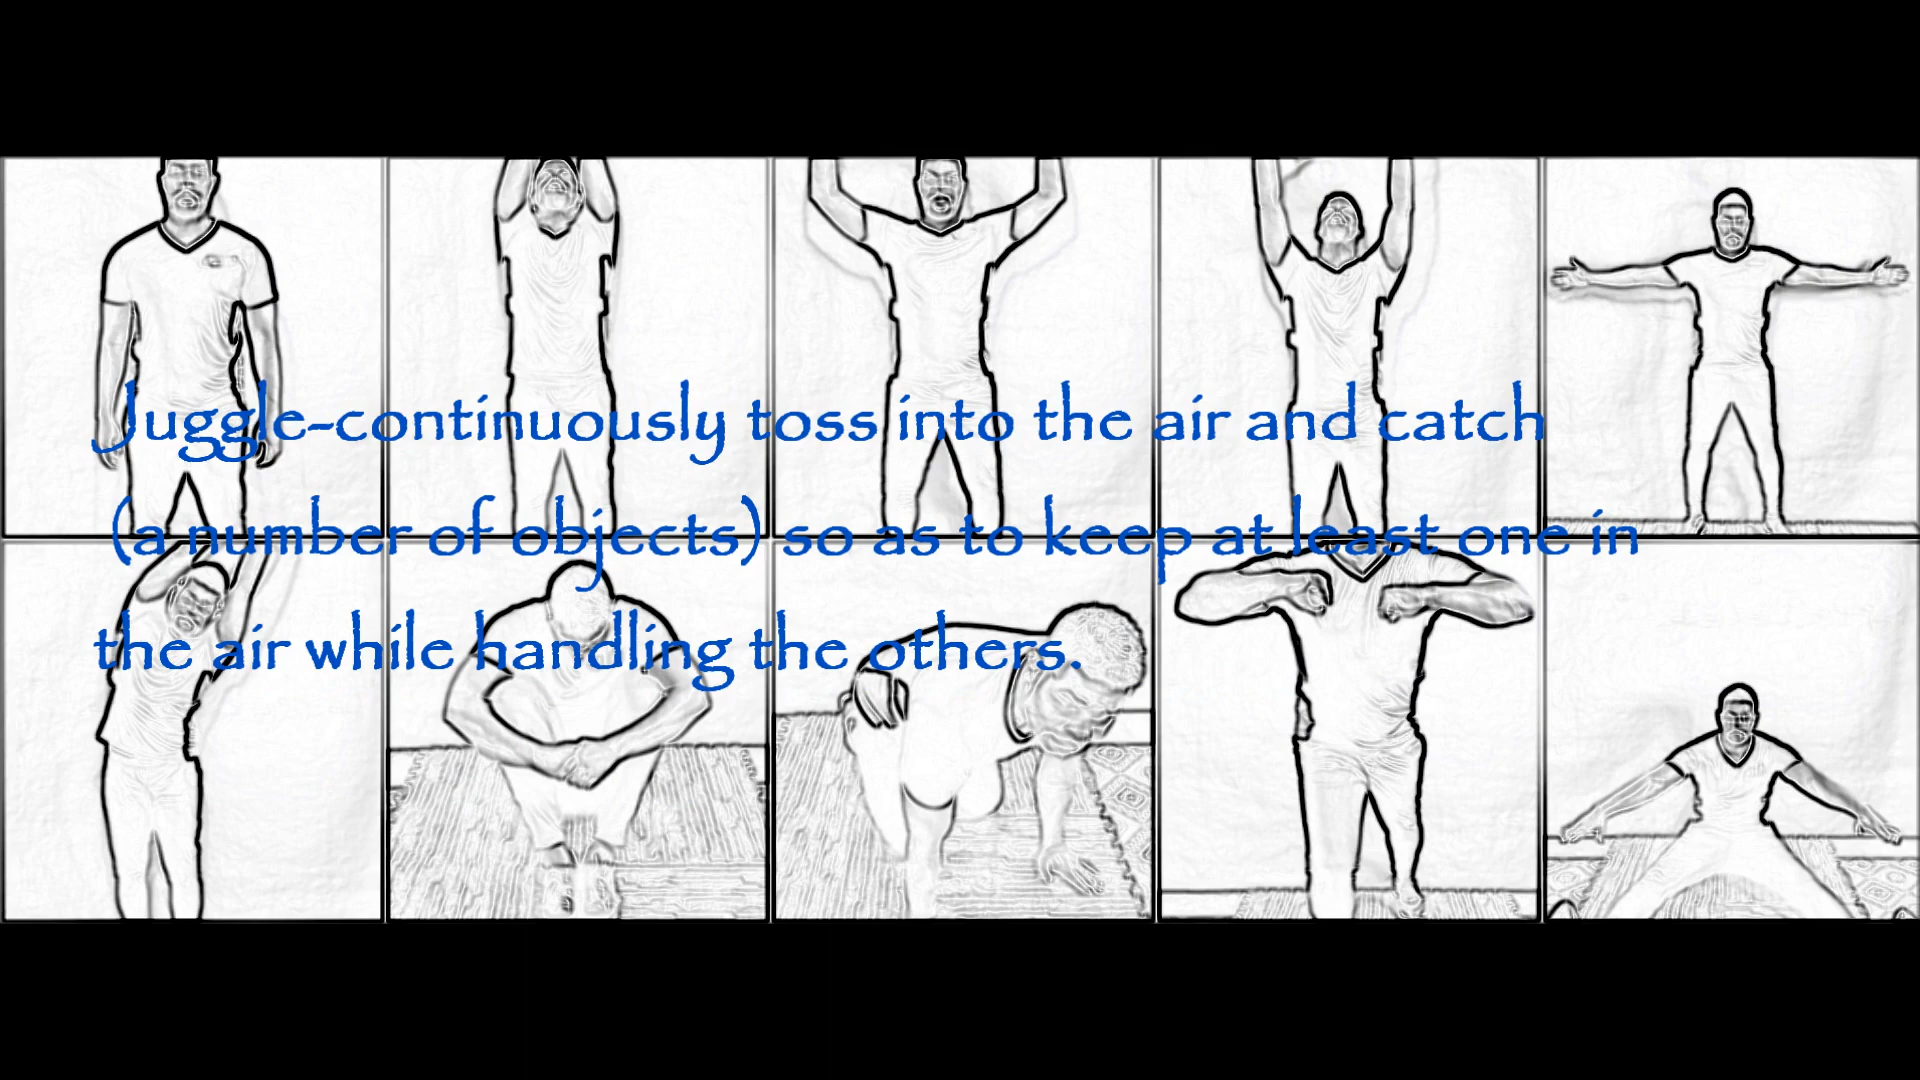 Juggle-continuously toss into the air and catch
(a number of objects) so as to keep at least one in
the air while handling the others.